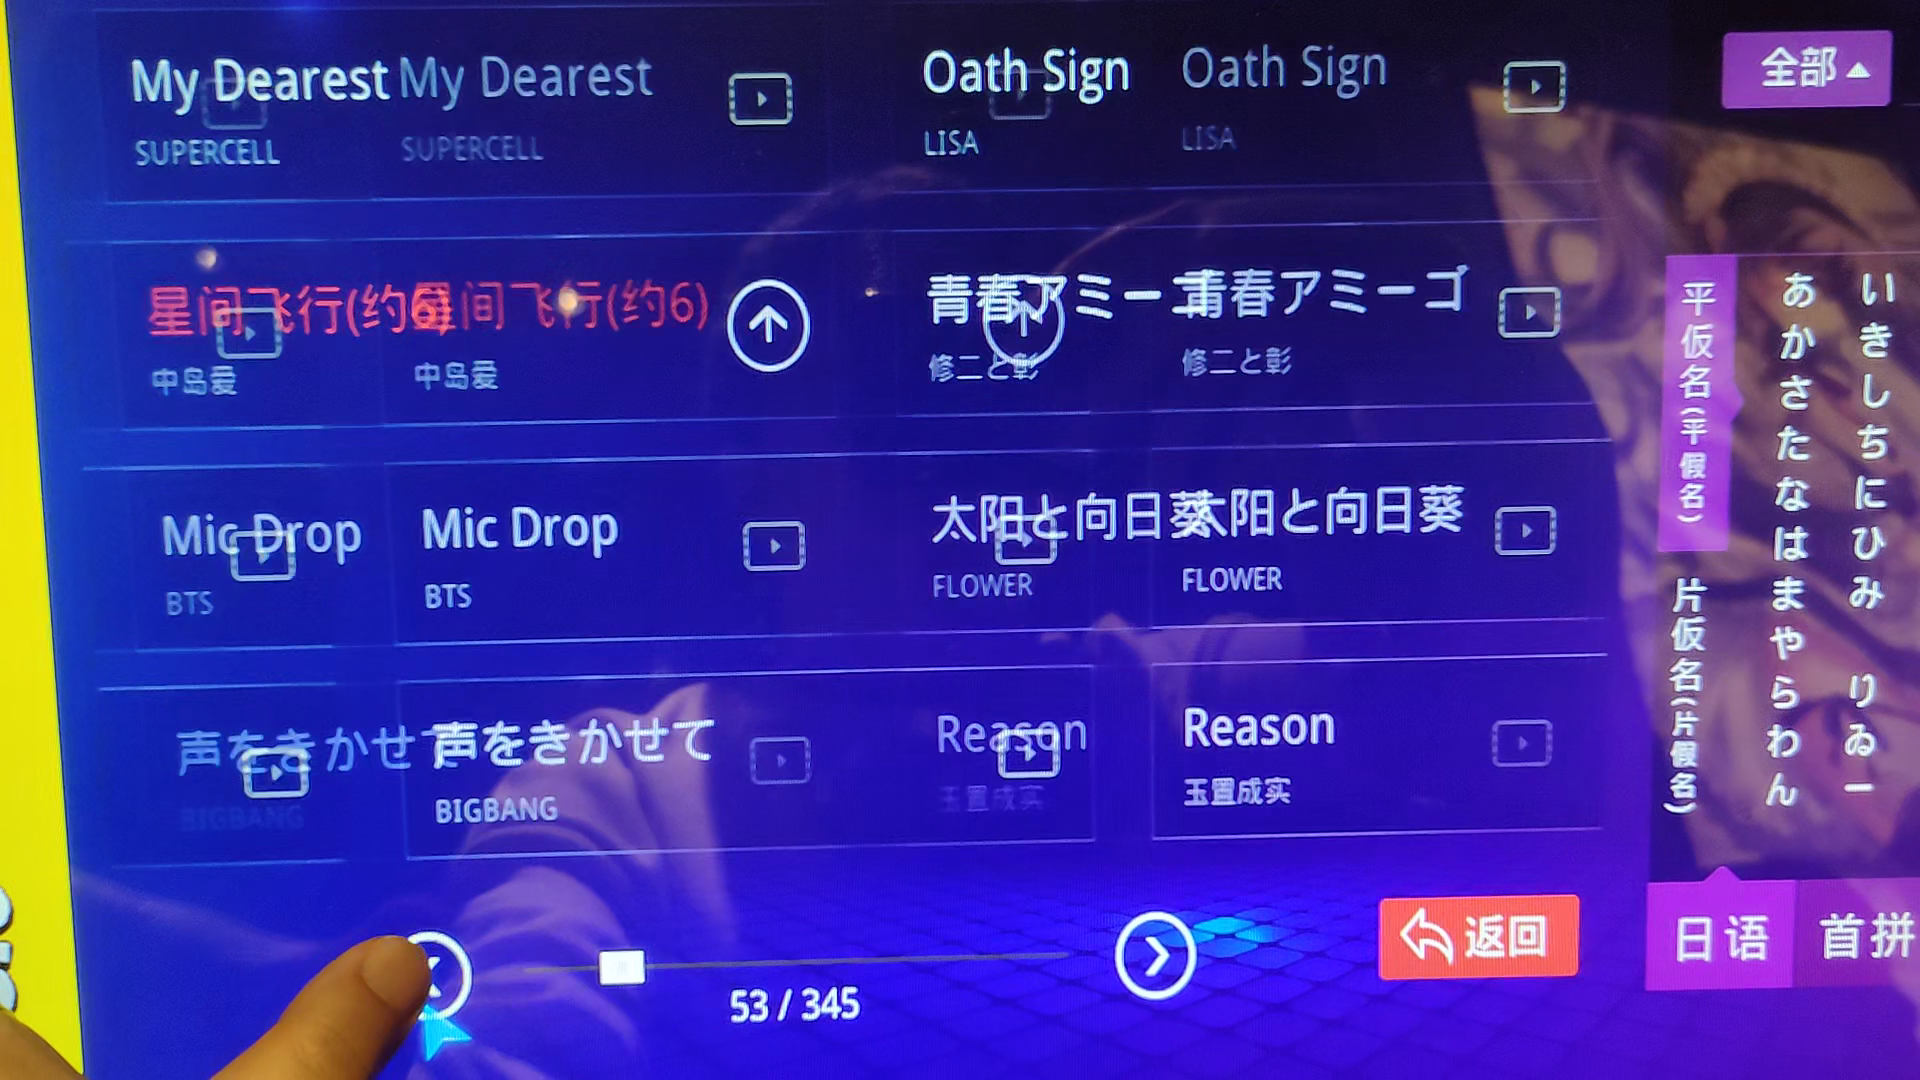 My Dearest My Dearest
SUPERCELL SUPERCELL
Oath Sign Oath Sign
LISA LISA
全部
星间飞行(约6) 星间飞行(约6)
中岛爱 中岛爱
青春アミーゴ 青春アミーゴ
修二と彰 修二と彰
Mic Drop Mic Drop
BTS BTS
太阳と向日葵 太阳と向日葵
FLOWER FLOWER
声をきかせて 声をきかせて
BIGBANG BIGBANG
Reason Reason
玉置成实 玉置成实
平仮名(平假名)
片仮名(片假名)
あかさたなはまやらわん
いきしちにひみ りゐー
53 / 345
返回
日语
首拼